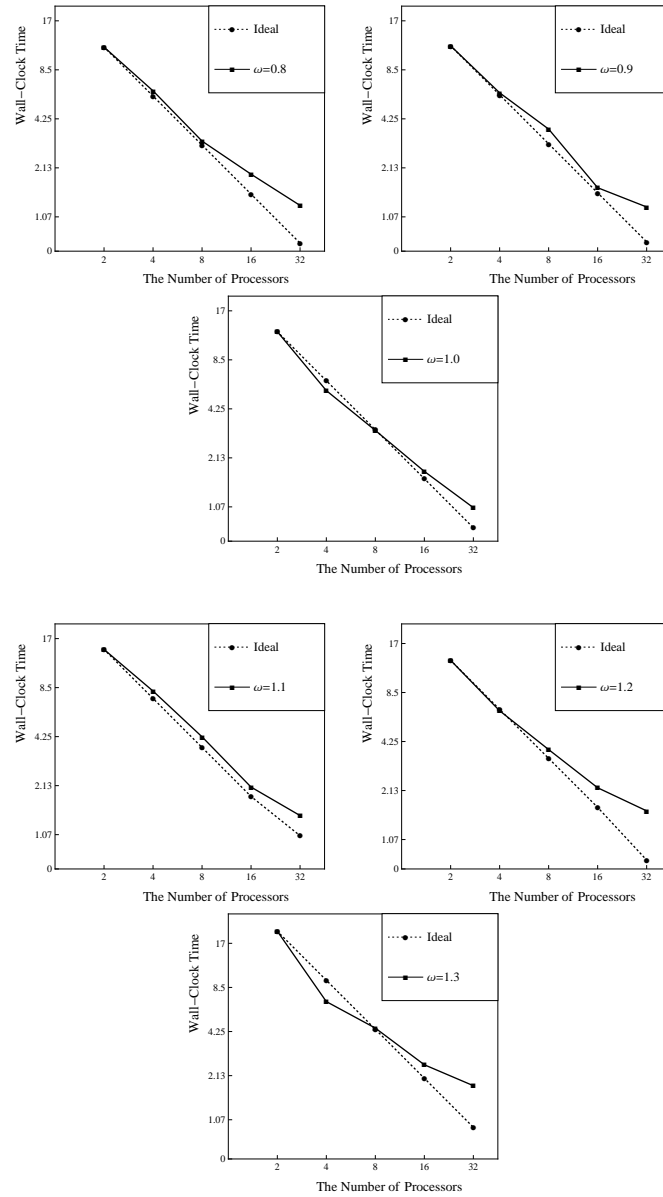 17
8.5
4.25
2.13
1.07
0
Wall-Clock Time
Ideal
ω=0.8
2 4 8 16 32
The Number of Processors
17
8.5
4.25
2.13
1.07
0
Wall-Clock Time
Ideal
ω=0.9
2 4 8 16 32
The Number of Processors
17
8.5
4.25
2.13
1.07
0
Wall-Clock Time
Ideal
ω=1.0
2 4 8 16 32
The Number of Processors
17
8.5
4.25
2.13
1.07
0
Wall-Clock Time
Ideal
ω=1.1
2 4 8 16 32
The Number of Processors
17
8.5
4.25
2.13
1.07
0
Wall-Clock Time
Ideal
ω=1.2
2 4 8 16 32
The Number of Processors
17
8.5
4.25
2.13
1.07
0
Wall-Clock Time
Ideal
ω=1.3
2 4 8 16 32
The Number of Processors